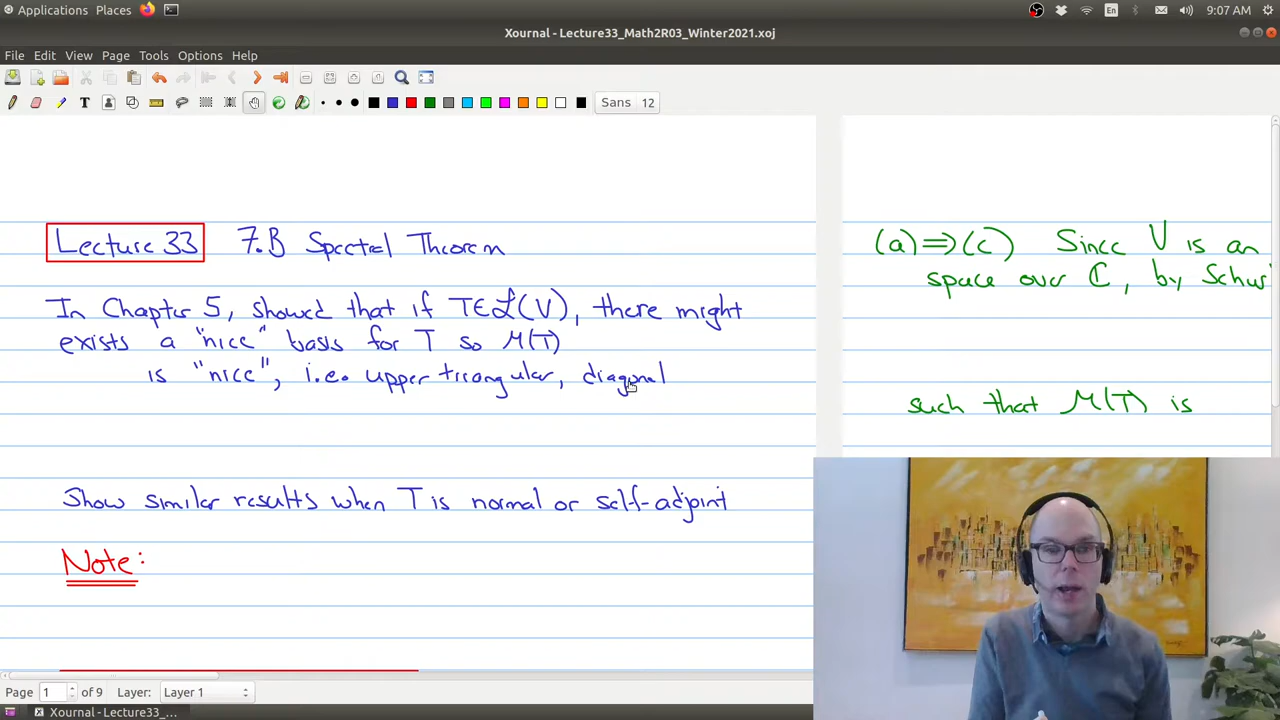 Applications Places En 9:07 AM
Xournal - Lecture33_Math2R03_Winter2021.xoj
File Edit View Page Tools Options Help
T Sans 12
Lecture 33 7.B Spectral Theorem
In Chapter 5, showed that if T∈ℒ(V), there might
exists a "nice" basis for T so M(T)
is "nice", i.e. upper triangular, diagonal
Show similar results when T is normal or self-adjoint
Note:
(a)⟹(c) Since V is an
space over ℂ, by Schur'
such that M(T) is
Page 1 of 9 Layer: Layer 1
Xournal - Lecture33_...